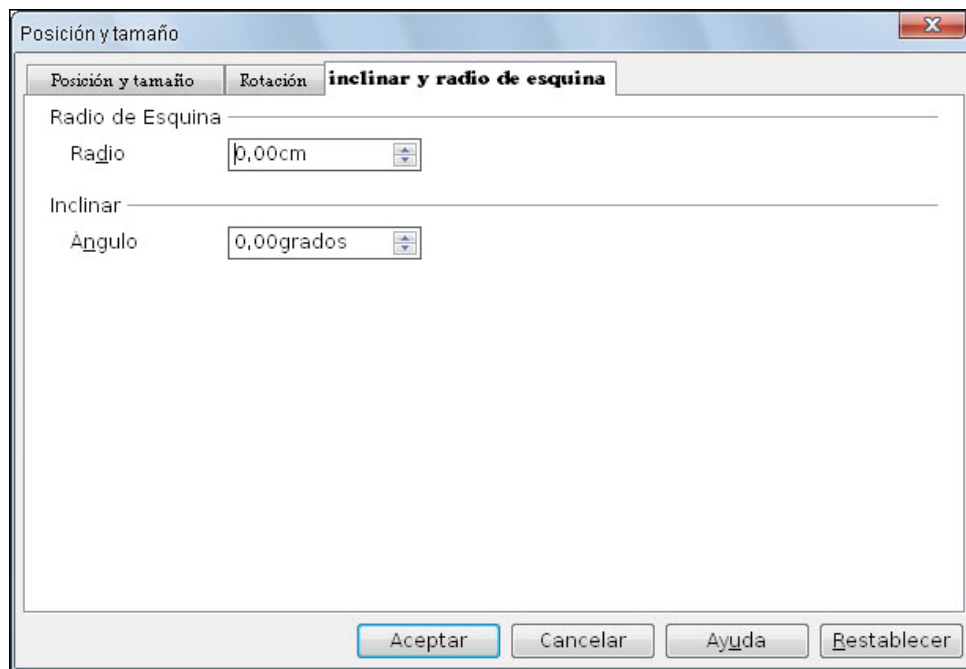 Posición y tamaño
Posición y tamaño Rotación inclinar y radio de esquina
Radio de Esquina
Radio 0,00cm
Inclinar
Ángulo 0,00grados
Aceptar Cancelar Ayuda Restablecer